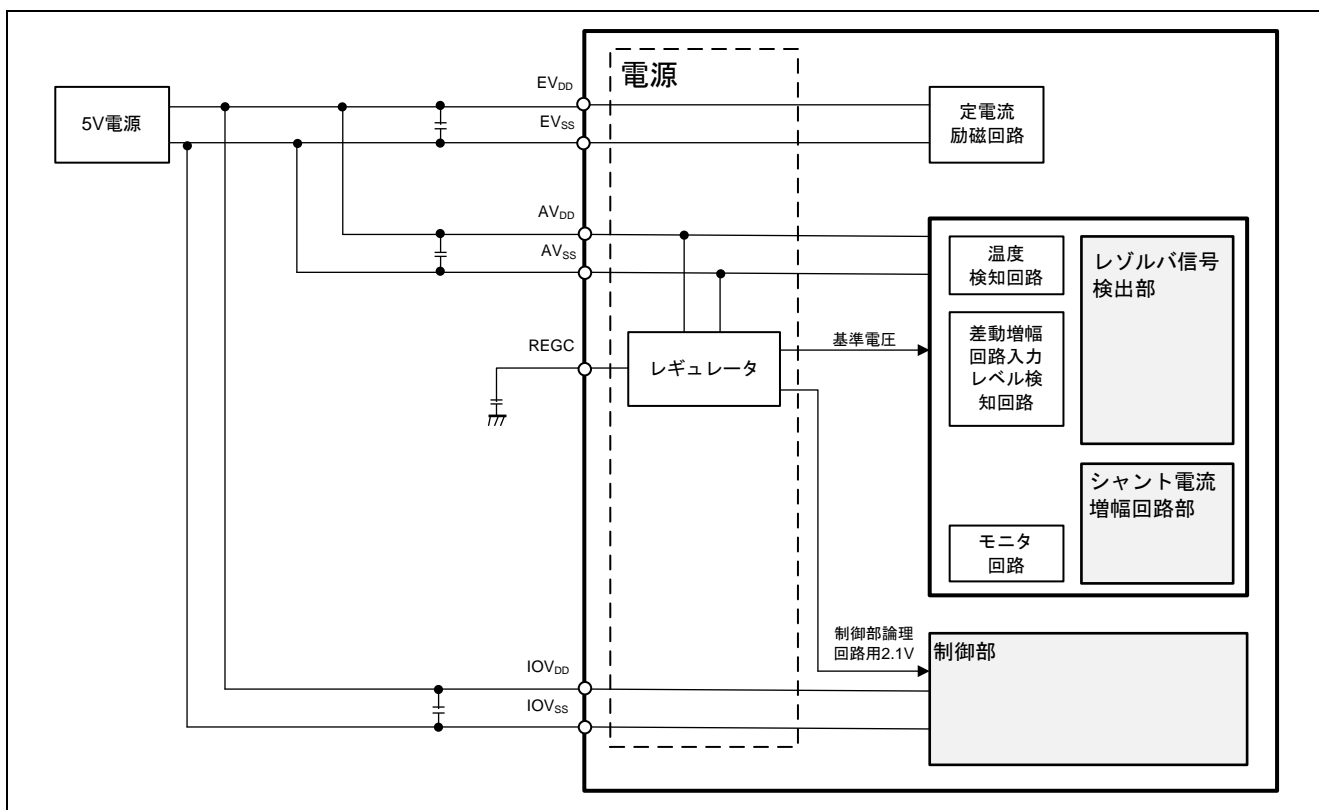 電源
5V電源
EVDD
EVSS
定電流
励磁回路
AVDD
AVSS
温度
検知回路
レゾルバ信号
検出部
REGC
レギュレータ
基準電圧
差動増幅
回路入力
レベル検
知回路
シャント電流
増幅回路部
モニタ
回路
制御部論理
回路用2.1V
制御部
IOVDD
IOVSS